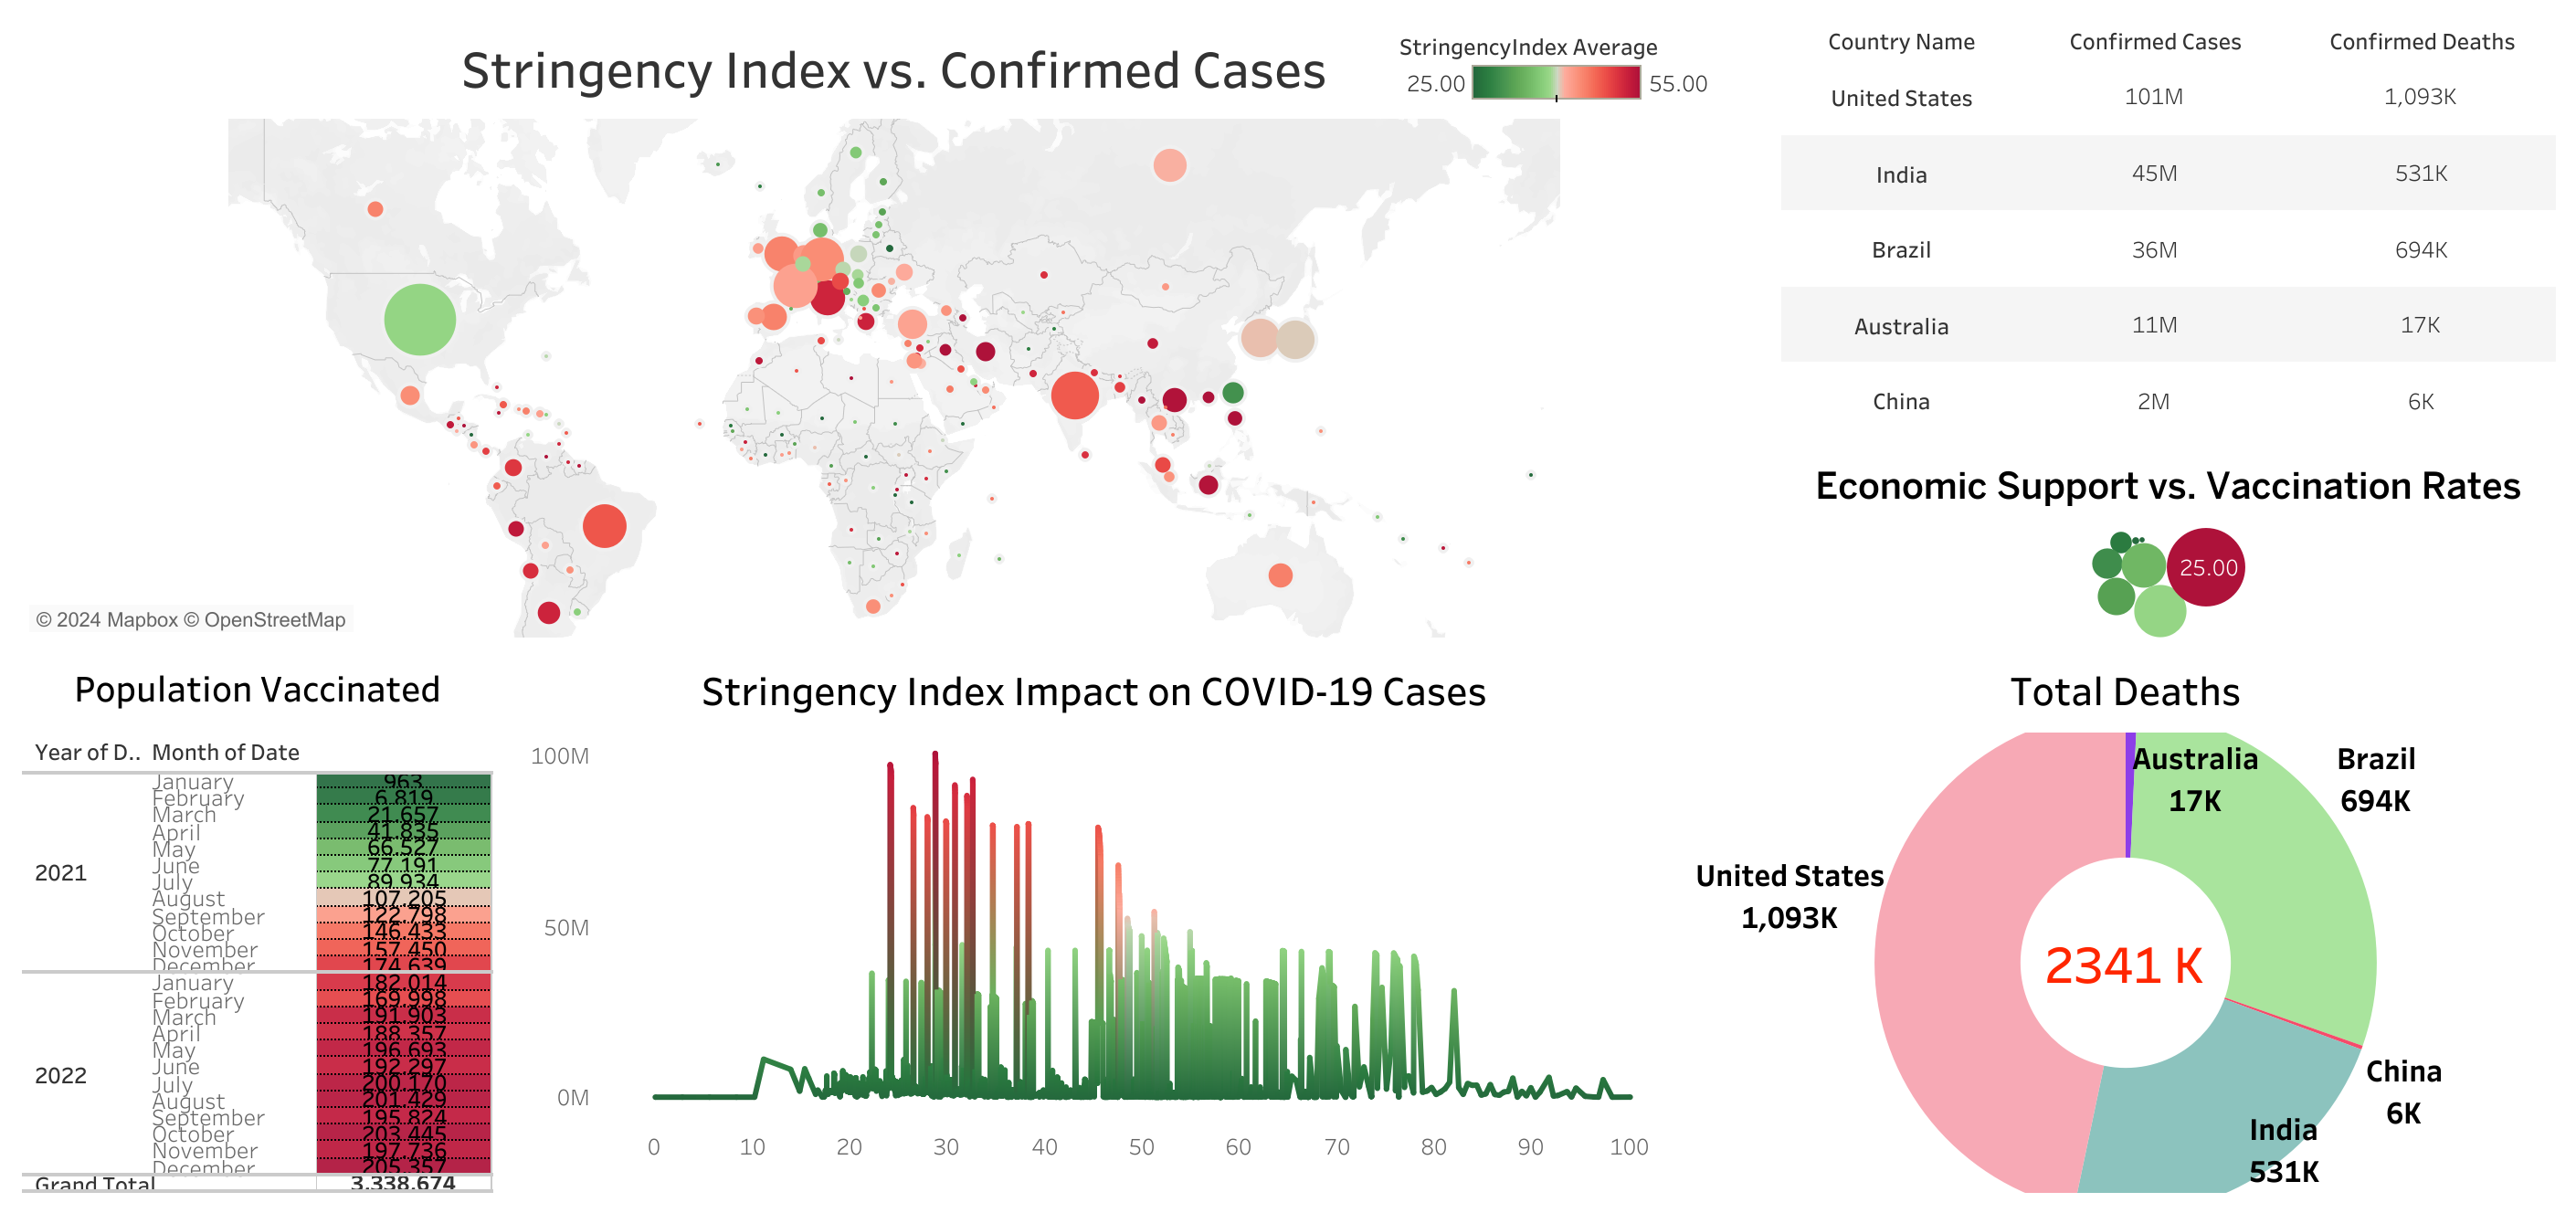 Stringency Index vs. Confirmed Cases
StringencyIndex Average
25.00 55.00
© 2024 Mapbox © OpenStreetMap
Country Name Confirmed Cases Confirmed Deaths
United States 101M 1,093K
India 45M 531K
Brazil 36M 694K
Australia 11M 17K
China 2M 6K
Economic Support vs. Vaccination Rates
25.00
Population Vaccinated
Year of D.. Month of Date
2021
January 963
February 6,819
March 21,657
April 41,835
May 66,527
June 77,191
July 89,934
August 107,205
September 122,798
October 146,433
November 157,450
December 174,639
2022
January 182,014
February 169,998
March 191,903
April 188,357
May 196,693
June 192,297
July 200,170
August 201,429
September 195,824
October 203,445
November 197,736
December 205,357
Grand Total 3,338,674
Stringency Index Impact on COVID-19 Cases
100M
50M
0M
0 10 20 30 40 50 60 70 80 90 100
Total Deaths
Australia
17K
Brazil
694K
United States
1,093K
2341 K
China
6K
India
531K